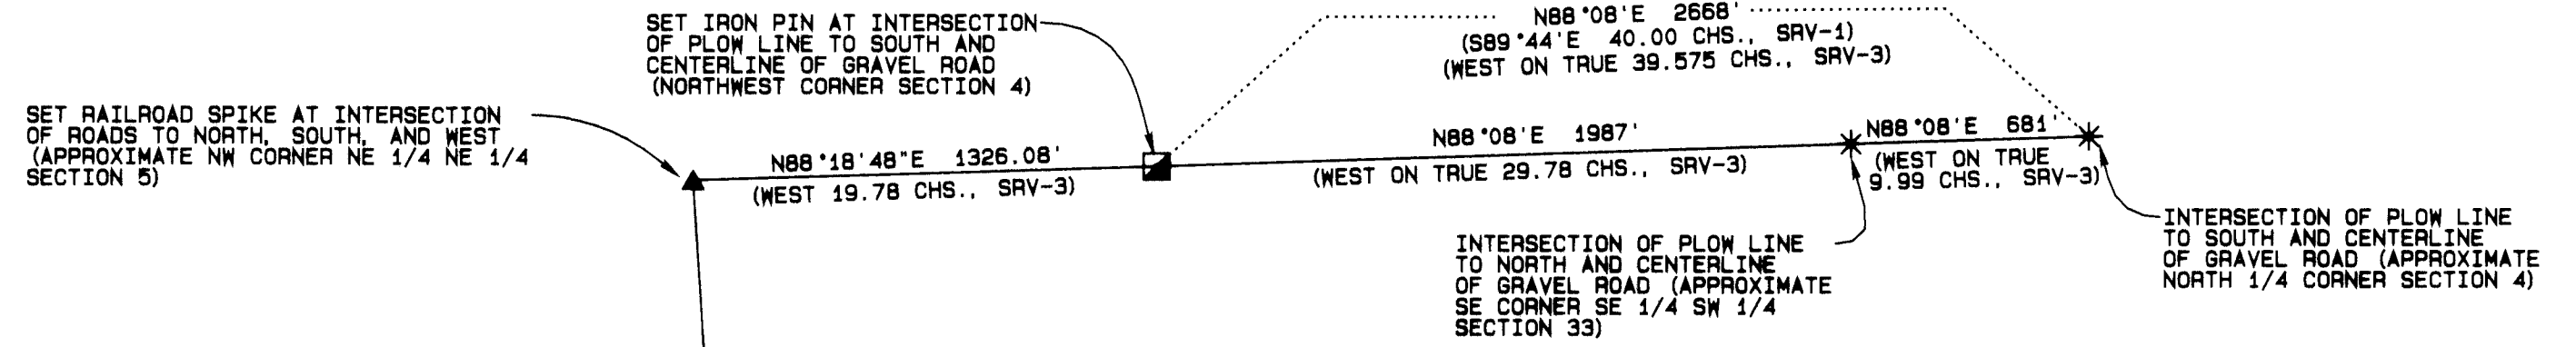 SET IRON PIN AT INTERSECTION
OF PLOW LINE TO SOUTH AND
CENTERLINE OF GRAVEL ROAD
(NORTHWEST CORNER SECTION 4)
N88°08'E 2668'
(S89°44'E 40.00 CHS., SRV-1)
(WEST ON TRUE 39.575 CHS., SRV-3)
SET RAILROAD SPIKE AT INTERSECTION
OF ROADS TO NORTH, SOUTH, AND WEST
(APPROXIMATE NW CORNER NE 1/4 NE 1/4
SECTION 5)
N88°18'48"E 1326.08'
(WEST 19.78 CHS., SRV-3)
N88°08'E 1987'
(WEST ON TRUE 29.78 CHS., SRV-3)
N88°08'E 681'
(WEST ON TRUE
9.99 CHS., SRV-3)
INTERSECTION OF PLOW LINE
TO NORTH AND CENTERLINE
OF GRAVEL ROAD (APPROXIMATE
SE CORNER SE 1/4 SW 1/4
SECTION 33)
INTERSECTION OF PLOW LINE
TO SOUTH AND CENTERLINE
OF GRAVEL ROAD (APPROXIMATE
NORTH 1/4 CORNER SECTION 4)